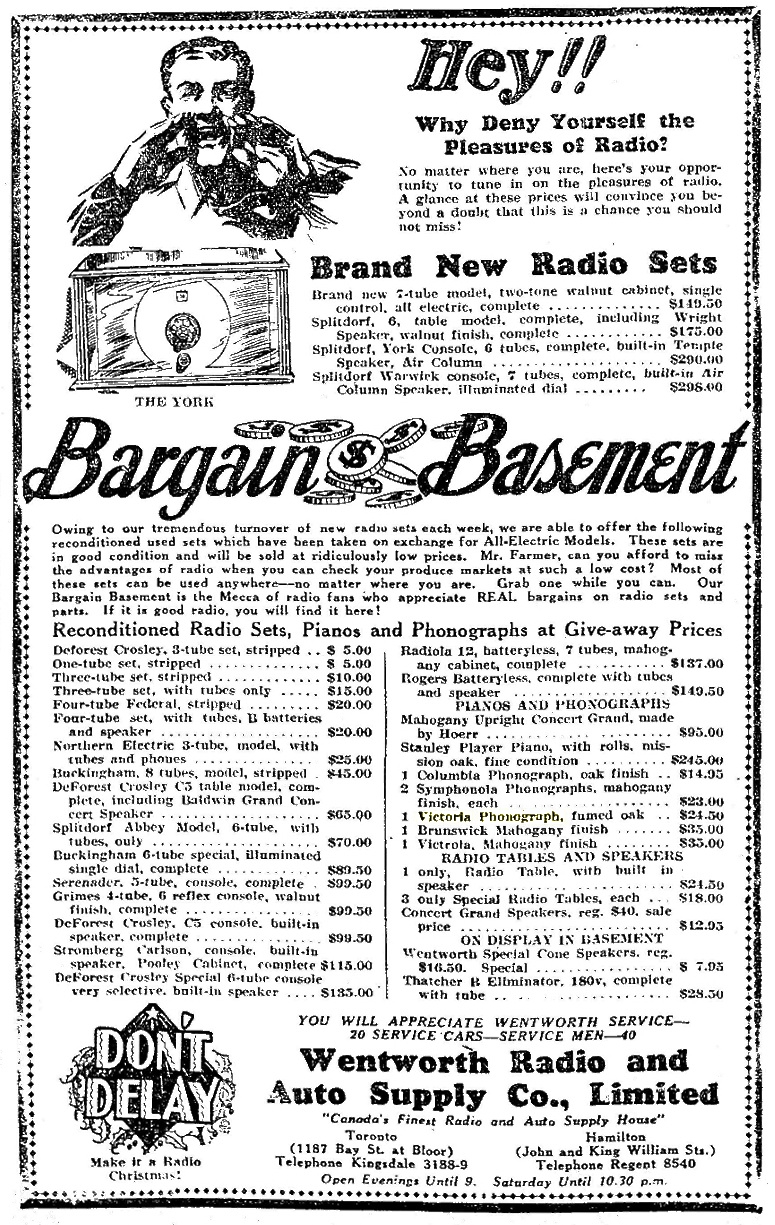 Hey!!
Why Deny Yourself the
Pleasures of Radio?
No matter where you are, here's your oppor-
tunity to tune in on the pleasures of radio.
A glance at these prices will convince you be-
yond a doubt that this is a chance you should
not miss!
Brand New Radio Sets
Brand new 7-tube model, two-tone walnut cabinet, single
control, all electric, complete ............ $149.50
Splitdorf, 6, table model, complete, including Wright
Speaker, walnut finish, complete ........... $175.00
Splitdorf, York Console, 6 tubes, complete, built-in Temple
Speaker, Air Column .................... $290.00
Splitdorf Warwick console, 7 tubes, complete, built-in Air
Column Speaker, illuminated dial ......... $298.00
THE YORK
Bargain $ Basement
Owing to our tremendous turnover of new radio sets each week, we are able to offer the following
reconditioned used sets which have been taken on exchange for All-Electric Models. These sets are
in good condition and will be sold at ridiculously low prices. Mr. Farmer, can you afford to miss
the advantages of radio when you can check your produce markets at such a low cost? Most of
these sets can be used anywhere—no matter where you are. Grab one while you can. Our
Bargain Basement is the Mecca of radio fans who appreciate REAL bargains on radio sets and
parts. If it is good radio, you will find it here!
Reconditioned Radio Sets, Pianos and Phonographs at Give-away Prices
Deforest Crosley, 3-tube set, stripped .. $ 5.00
One-tube set, stripped ............. $ 5.00
Three-tube set, stripped ............ $10.00
Three-tube set, with tubes only ..... $15.00
Four-tube Federal, stripped ......... $20.00
Four-tube set, with tubes, B batteries
and speaker .................... $20.00
Northern Electric 3-tube, model, with
tubes and phones ............... $25.00
Buckingham, 8 tubes, model, stripped . $45.00
DeForest Crosley C5 table model, com-
plete, including Baldwin Grand Con-
cert Speaker .................... $65.00
Splitdorf Abbey Model, 6-tube, with
tubes, only ..................... $70.00
Buckingham 6-tube special, illuminated
single dial, complete ............. $89.50
Serenader, 5-tube, console, complete . $99.50
Grimes 4-tube, 6 reflex console, walnut
finish, complete ................. $99.50
DeForest Crosley, C5 console, built-in
speaker, complete ............... $99.50
Stromberg Carlson, console, built-in
speaker, Pooley Cabinet, complete $115.00
DeForest Crosley Special 6-tube console
very selective, built-in speaker .... $135.00
Radiola 12, batteryless, 7 tubes, mahog-
any cabinet, complete .......... $137.00
Rogers Batteryless, complete with tubes
and speaker .................... $149.50
PIANOS AND PHONOGRAPHS
Mahogany Upright Concert Grand, made
by Hoerr ....................... $95.00
Stanley Player Piano, with rolls, mis-
sion oak, fine condition .......... $245.00
1 Columbia Phonograph, oak finish .. $14.95
2 Symphonola Phonographs, mahogany
finish, each ..................... $23.00
1 Victoria Phonograph, fumed oak .. $24.50
1 Brunswick Mahogany finish ....... $35.00
1 Victrola, Mahogany finish ........ $35.00
RADIO TABLES AND SPEAKERS
1 only, Radio Table, with built in
speaker ........................ $24.50
3 only Special Radio Tables, each ... $18.00
Concert Grand Speakers, reg. $40, sale
price .......................... $12.95
ON DISPLAY IN BASEMENT
Wentworth Special Cone Speakers, reg.
$16.50. Special ................. $ 7.95
Thatcher B Eliminator, 180v, complete
with tube ...................... $28.50
DON'T
DELAY
Make it a Radio
Christmas!
YOU WILL APPRECIATE WENTWORTH SERVICE—
20 SERVICE CARS—SERVICE MEN—40
Wentworth Radio and
Auto Supply Co., Limited
"Canada's Finest Radio and Auto Supply House"
Toronto
(1187 Bay St. at Bloor)
Telephone Kingsdale 3188-9
Hamilton
(John and King William Sts.)
Telephone Regent 8540
Open Evenings Until 9. Saturday Until 10.30 p.m.